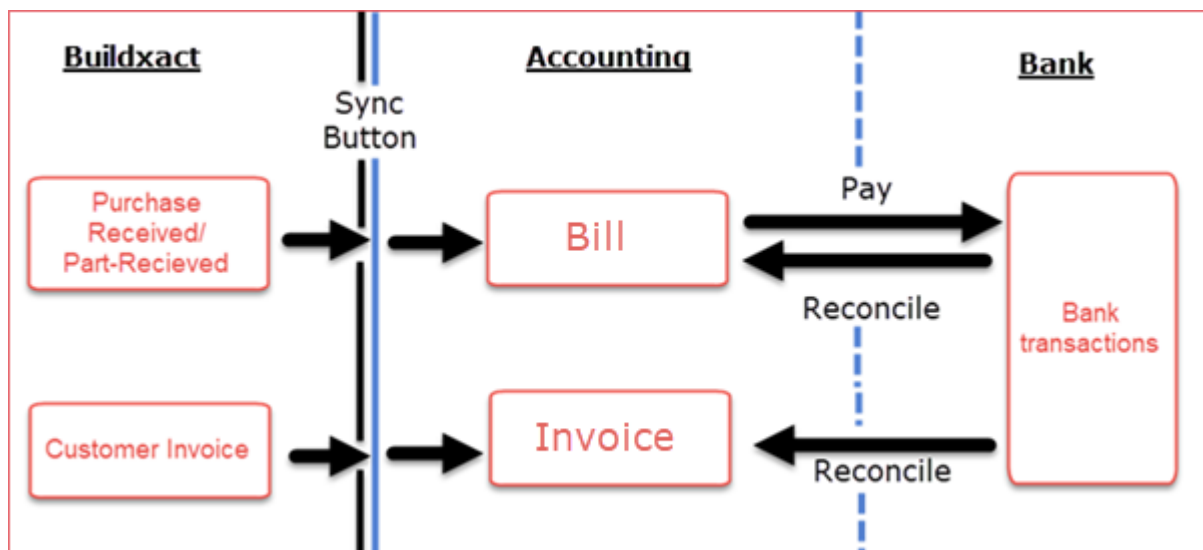 Buildxact
Accounting
Bank
Sync
Button
Purchase
Received/
Part-Recieved
Bill
Pay
Reconcile
Bank
transactions
Customer Invoice
Invoice
Reconcile